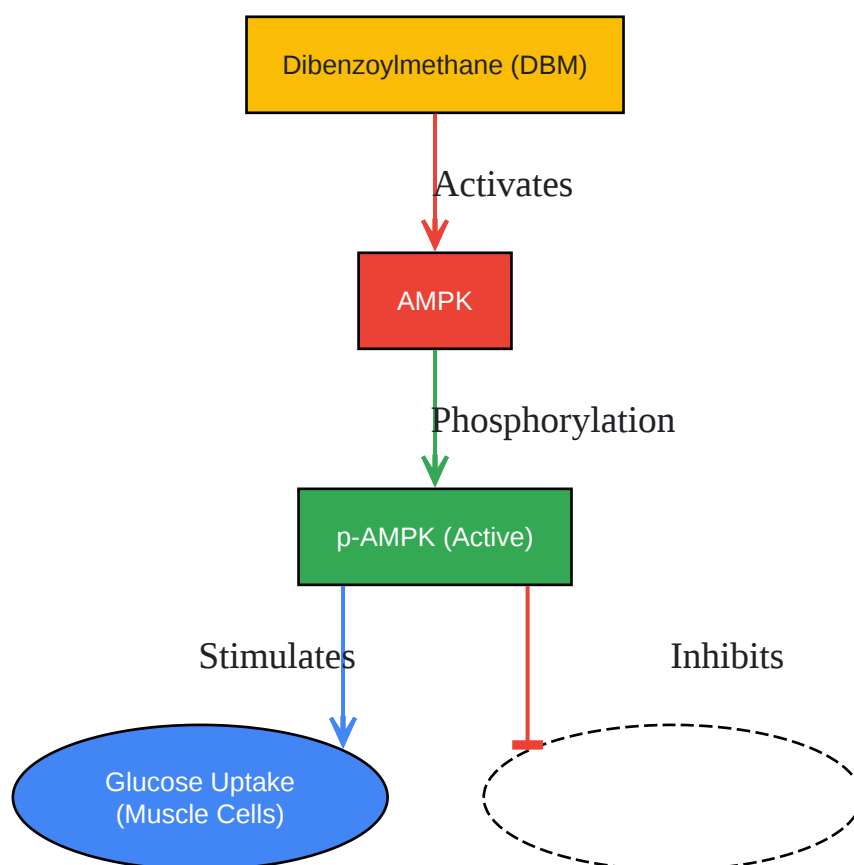 Dibenzoylmethane (DBM)
Activates
AMPK
Phosphorylation
p-AMPK (Active)
Stimulates
Inhibits
Glucose Uptake
(Muscle Cells)